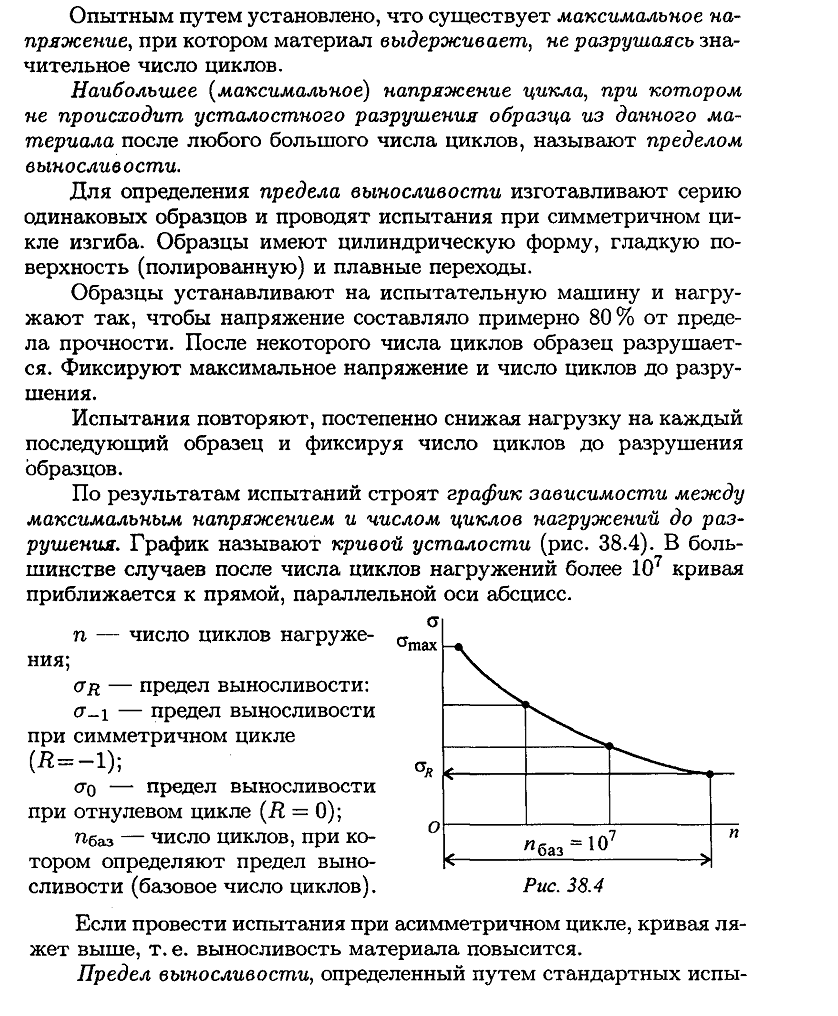 Опытным путем установлено, что существует максимальное на-
пряжение, при котором материал выдерживает, не разрушаясь зна-
чительное число циклов.
Наибольшее (максимальное) напряжение цикла, при котором
не происходит усталостного разрушения образца из данного ма-
териала после любого большого числа циклов, называют пределом
выносливости.
Для определения предела выносливости изготавливают серию
одинаковых образцов и проводят испытания при симметричном ци-
кле изгиба. Образцы имеют цилиндрическую форму, гладкую по-
верхность (полированную) и плавные переходы.
Образцы устанавливают на испытательную машину и нагру-
жают так, чтобы напряжение составляло примерно 80 % от преде-
ла прочности. После некоторого числа циклов образец разрушает-
ся. Фиксируют максимальное напряжение и число циклов до разру-
шения.
Испытания повторяют, постепенно снижая нагрузку на каждый
последующий образец и фиксируя число циклов до разрушения
образцов.
По результатам испытаний строят график зависимости между
максимальным напряжением и числом циклов нагружений до раз-
рушения. График называют кривой усталости (рис. 38.4). В боль-
шинстве случаев после числа циклов нагружений более 10⁷ кривая
приближается к прямой, параллельной оси абсцисс.
n — число циклов нагруже-
ния;
σ_R — предел выносливости:
σ₋₁ — предел выносливости
при симметричном цикле
(R=-1);
σ₀ — предел выносливости
при отнулевом цикле (R = 0);
n_баз — число циклов, при ко-
тором определяют предел выно-
сливости (базовое число циклов).
σ
σ_max
σ_R
O
n
n_баз = 10⁷
Рис. 38.4
Если провести испытания при асимметричном цикле, кривая ля-
жет выше, т. е. выносливость материала повысится.
Предел выносливости, определенный путем стандартных испы-